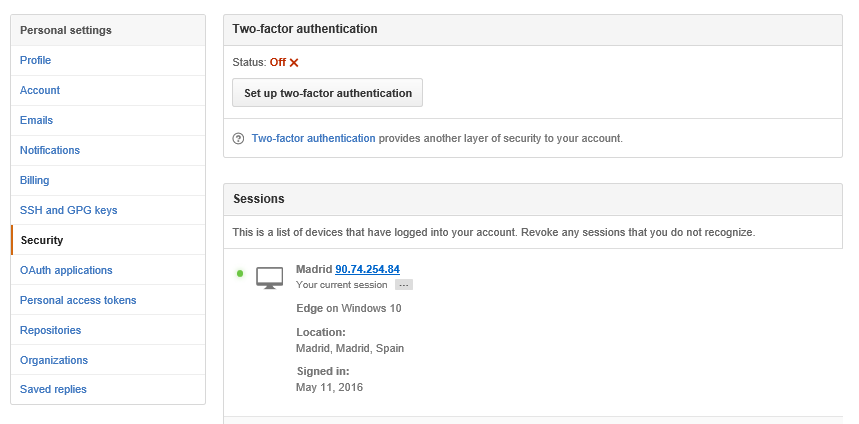 Personal settings
Profile
Account
Emails
Notifications
Billing
SSH and GPG keys
Security
OAuth applications
Personal access tokens
Repositories
Organizations
Saved replies
Two-factor authentication
Status: Off ✕
Set up two-factor authentication
Two-factor authentication provides another layer of security to your account.
Sessions
This is a list of devices that have logged into your account. Revoke any sessions that you do not recognize.
Madrid 90.74.254.84
Your current session ...
Edge on Windows 10
Location:
Madrid, Madrid, Spain
Signed in:
May 11, 2016